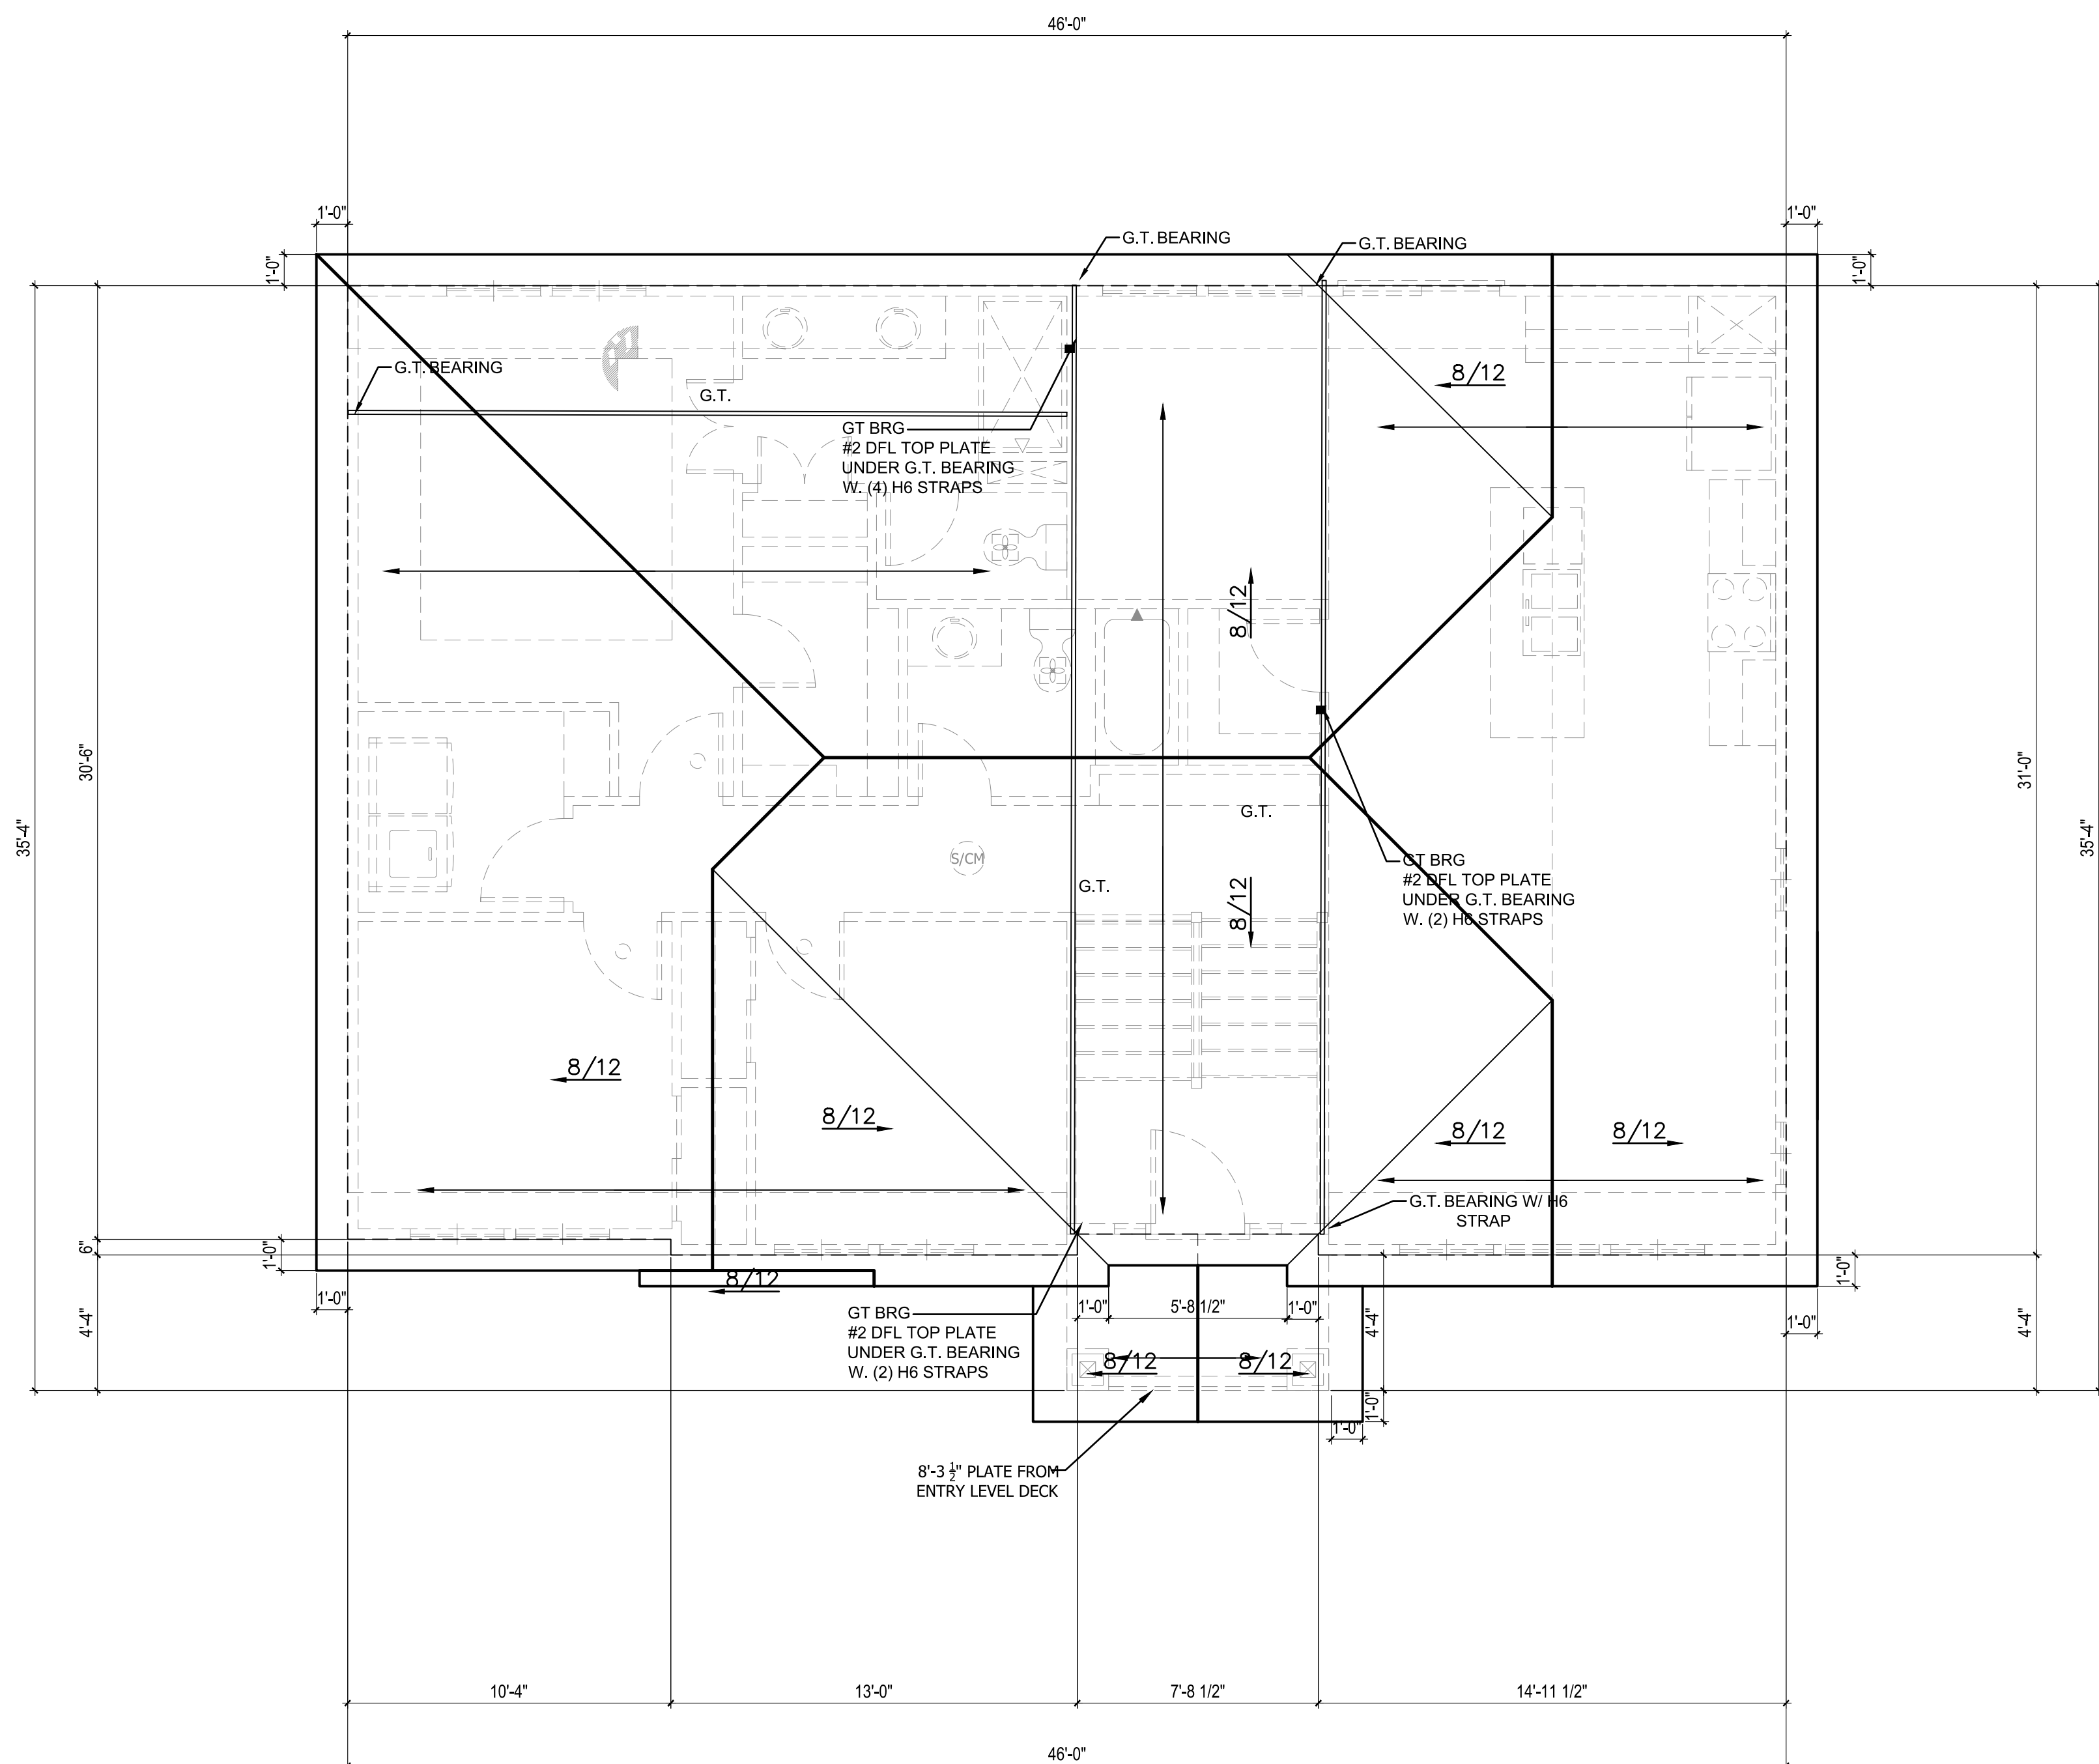 46'-0"
1'-0"
1'-0"
G.T. BEARING
G.T. BEARING
1'-0"
1'-0"
G.T. BEARING
G.T.
8/12
GT BRG
#2 DFL TOP PLATE
UNDER G.T. BEARING
W. (4) H6 STRAPS
8/12
35'-4"
30'-6"
31'-0"
35'-4"
G.T.
S/CM
G.T.
8/12
GT BRG
#2 DFL TOP PLATE
UNDER G.T. BEARING
W. (2) H6 STRAPS
8/12
8/12
8/12
8/12
G.T. BEARING W/ H6
STRAP
6"
1'-0"
8/12
1'-0"
1'-0"
4'-4"
GT BRG
#2 DFL TOP PLATE
UNDER G.T. BEARING
W. (2) H6 STRAPS
1'-0"
5'-8 1/2"
1'-0"
4'-4"
1'-0"
4'-4"
8/12
8/12
1'-0"
1'-0"
8'-3 1/2" PLATE FROM
ENTRY LEVEL DECK
10'-4"
13'-0"
7'-8 1/2"
14'-11 1/2"
46'-0"